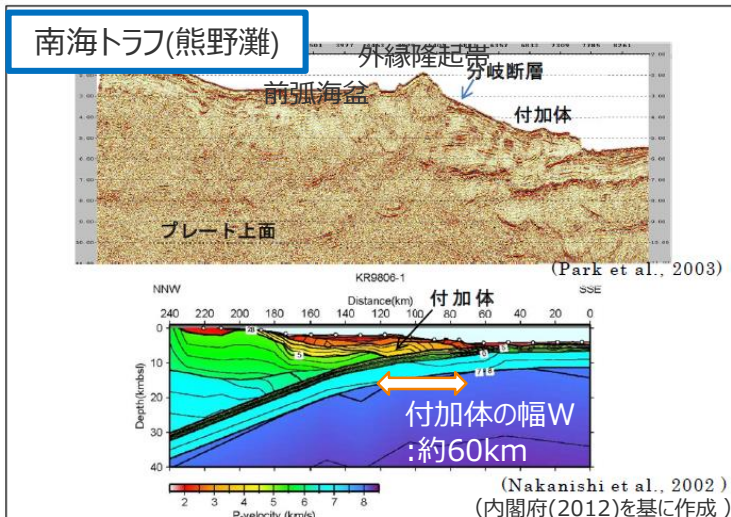 南海トラフ(熊野灘)
外縁隆起帯
分岐断層
前弧海盆
付加体
プレート上面
(Park et al., 2003)
KR9806-1
NNW
SSE
Distance(km)
付加体
240 220 200 180 160 140 120 100 80 60 40 20 0
0
10
20
30
40
Depth(kmbsl)
付加体の幅W
:約60km
(Nakanishi et al., 2002 )
2 3 4 5 6 7 8
P-velocity (km/s)
(内閣府(2012)を基に作成 )